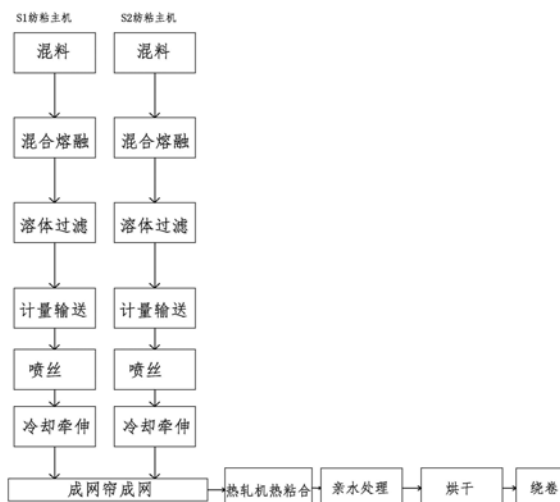 S1纺粘主机
S2纺粘主机
混料
混料
混合熔融
混合熔融
溶体过滤
溶体过滤
计量输送
计量输送
喷丝
喷丝
冷却牵伸
冷却牵伸
成网帘成网
热轧机热粘合
亲水处理
烘干
绕卷